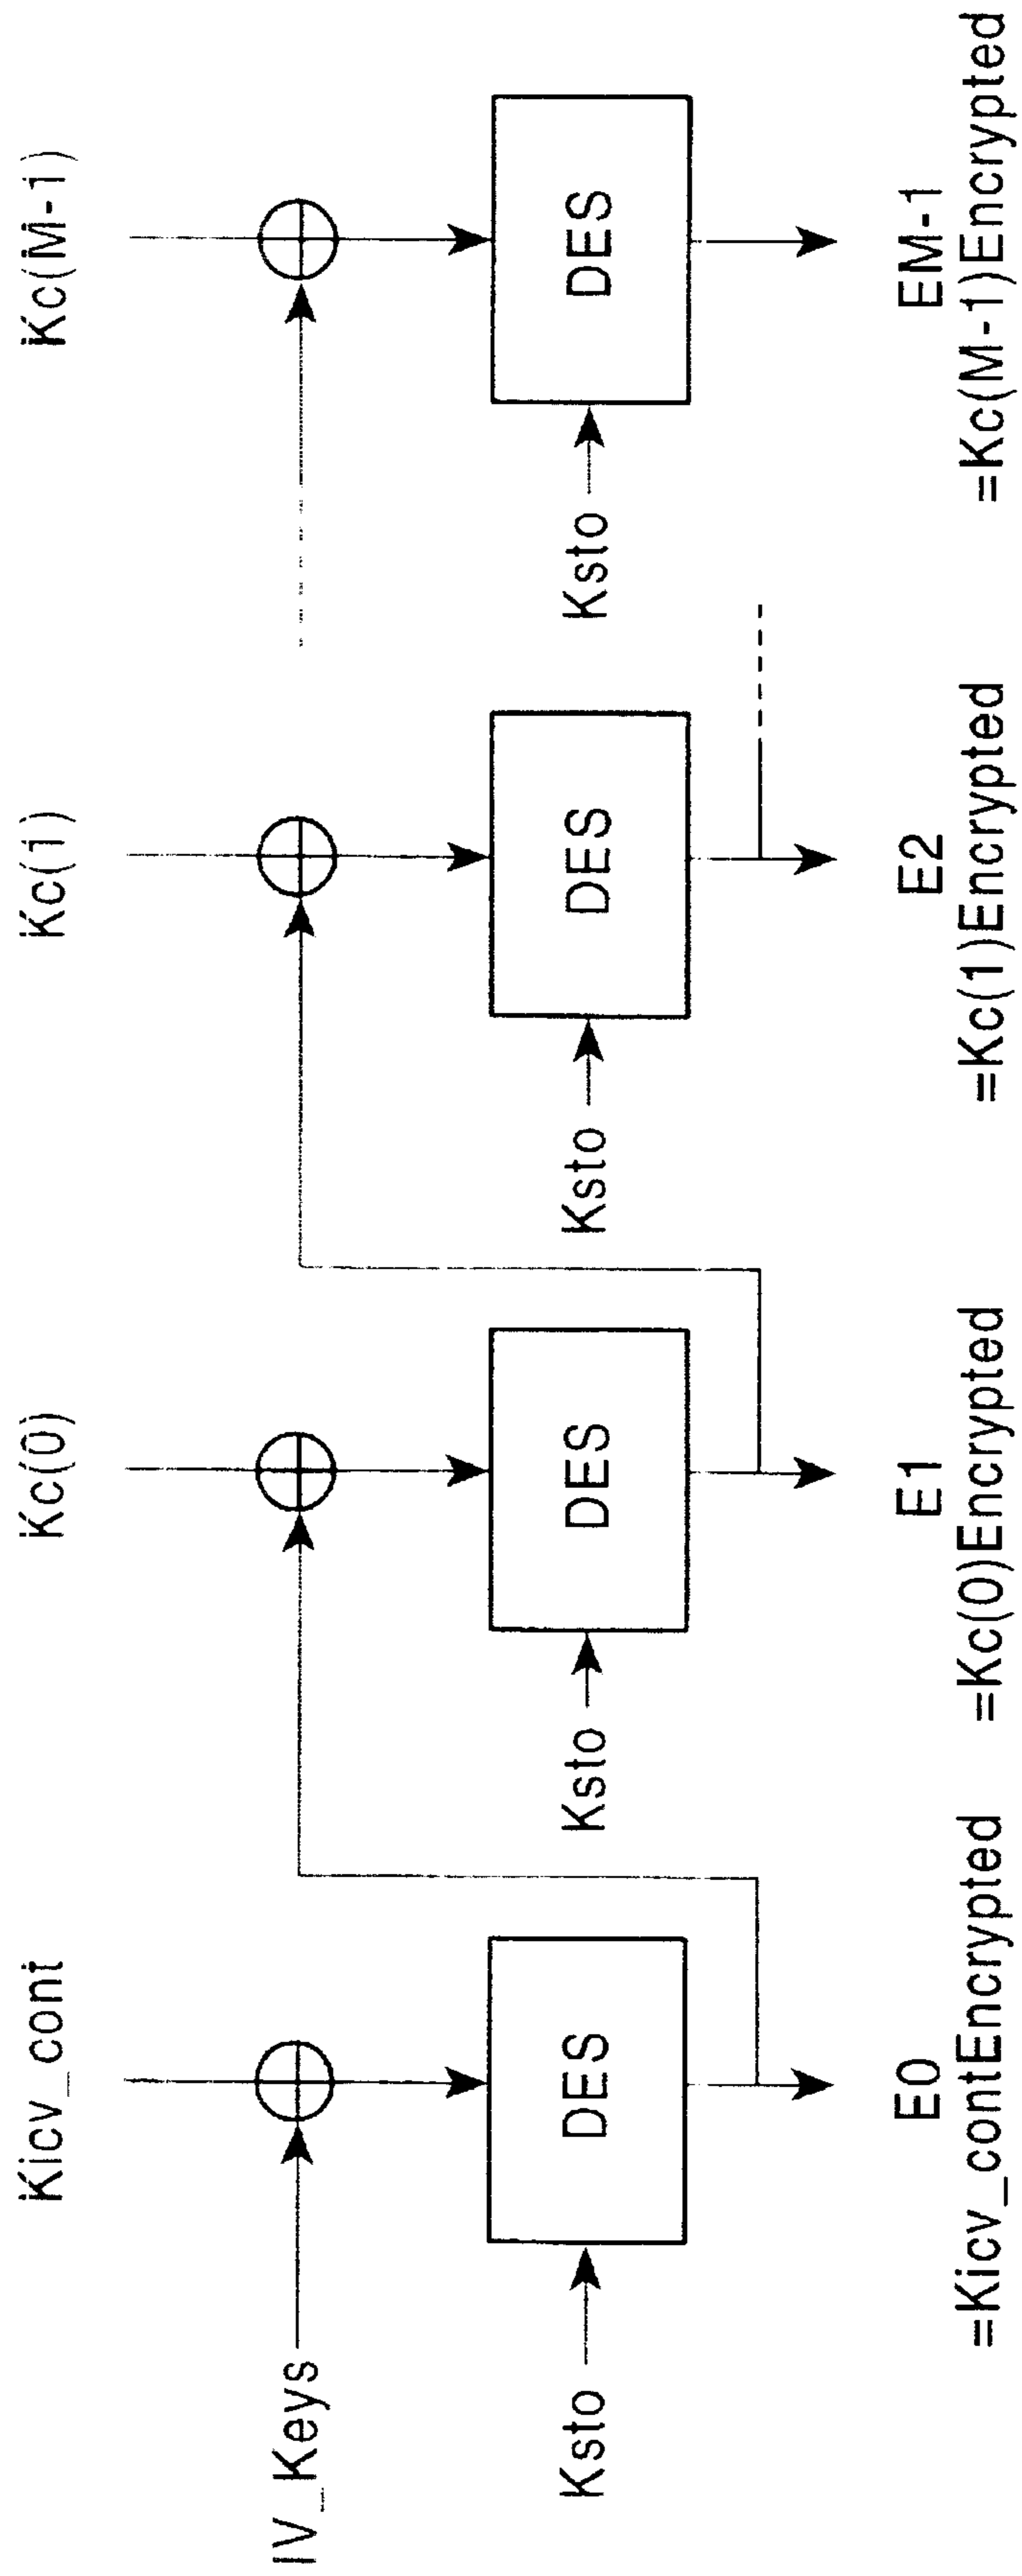 Kicv_cont
Kc(0)
Kc(1)
Kc(M-1)
IV_Keys
Ksto
DES
Ksto
DES
Ksto
DES
Ksto
DES
E0
=Kicv_contEncrypted
E1
=Kc(0)Encrypted
E2
=Kc(1)Encrypted
EM-1
=Kc(M-1)Encrypted